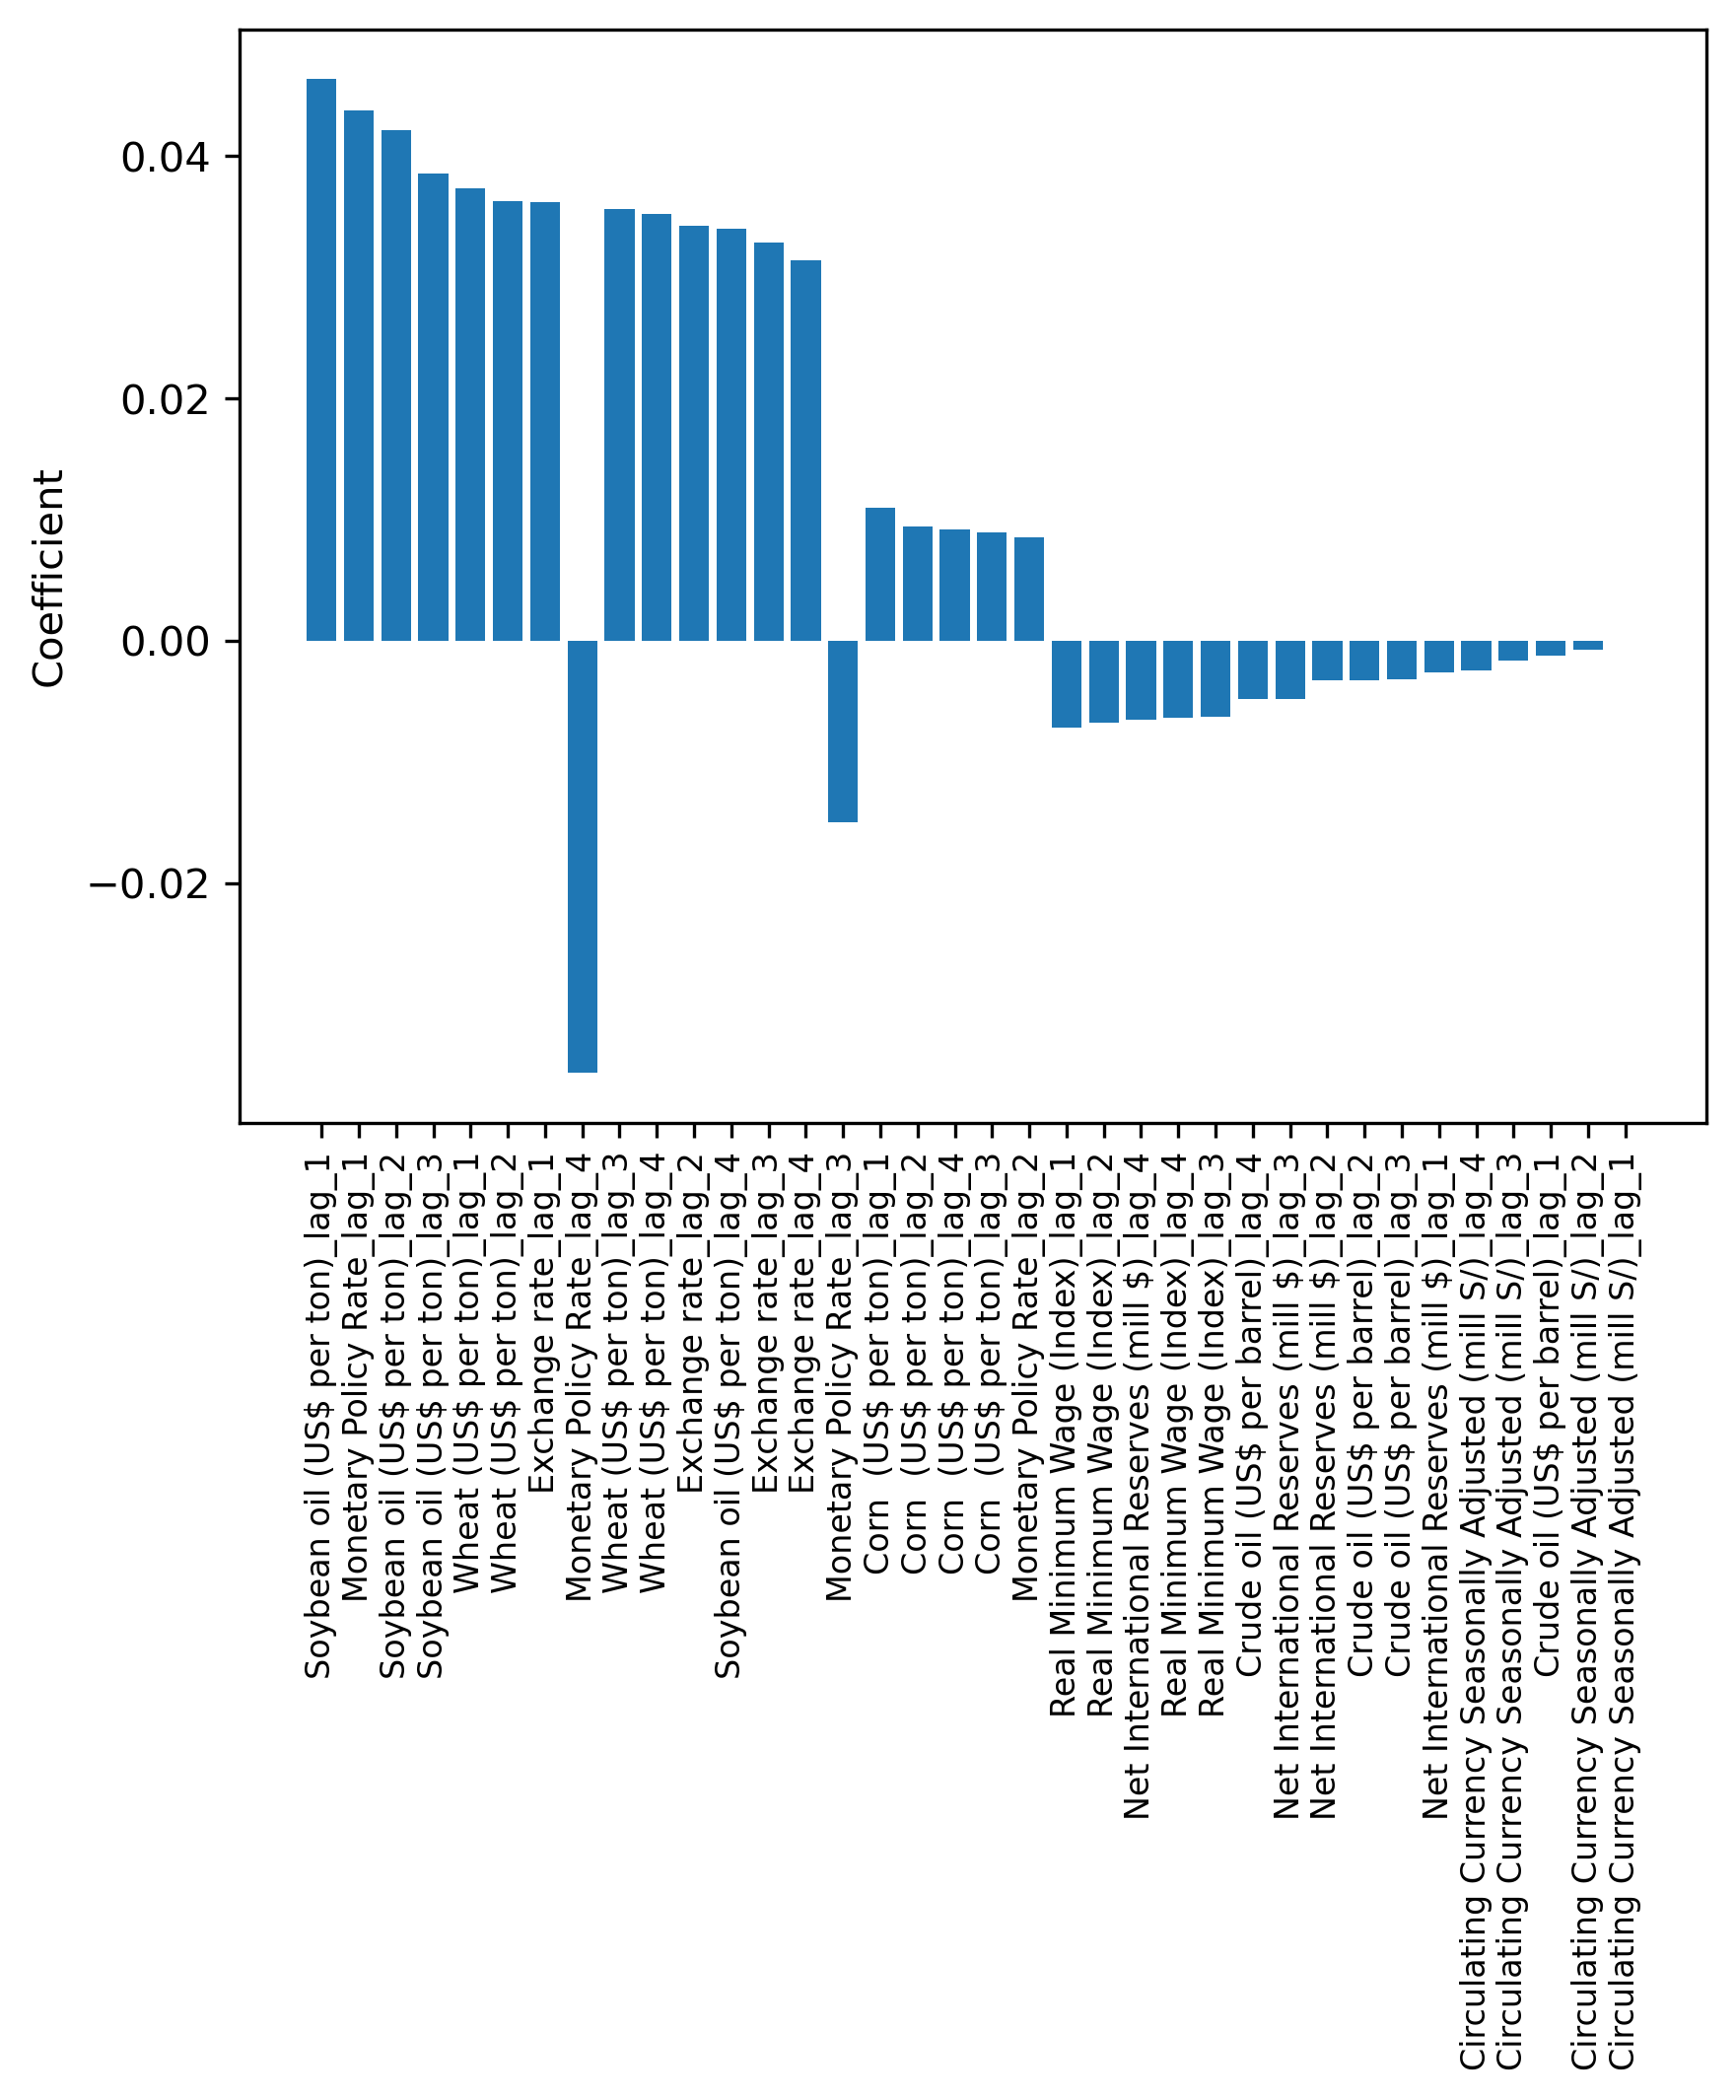 0.04
0.02
0.00
−0.02
Coefficient
Soybean oil (US$ per ton)_lag_1
Monetary Policy Rate_lag_1
Soybean oil (US$ per ton)_lag_2
Soybean oil (US$ per ton)_lag_3
Wheat (US$ per ton)_lag_1
Wheat (US$ per ton)_lag_2
Exchange rate_lag_1
Monetary Policy Rate_lag_4
Wheat (US$ per ton)_lag_3
Wheat (US$ per ton)_lag_4
Exchange rate_lag_2
Soybean oil (US$ per ton)_lag_4
Exchange rate_lag_3
Exchange rate_lag_4
Monetary Policy Rate_lag_3
Corn  (US$ per ton)_lag_1
Corn  (US$ per ton)_lag_2
Corn  (US$ per ton)_lag_4
Corn  (US$ per ton)_lag_3
Monetary Policy Rate_lag_2
Real Minimum Wage (Index)_lag_1
Real Minimum Wage (Index)_lag_2
Net International Reserves (mill $)_lag_4
Real Minimum Wage (Index)_lag_4
Real Minimum Wage (Index)_lag_3
Crude oil (US$ per barrel)_lag_4
Net International Reserves (mill $)_lag_3
Net International Reserves (mill $)_lag_2
Crude oil (US$ per barrel)_lag_2
Crude oil (US$ per barrel)_lag_3
Net International Reserves (mill $)_lag_1
Circulating Currency Seasonally Adjusted (mill S/)_lag_4
Circulating Currency Seasonally Adjusted (mill S/)_lag_3
Crude oil (US$ per barrel)_lag_1
Circulating Currency Seasonally Adjusted (mill S/)_lag_2
Circulating Currency Seasonally Adjusted (mill S/)_lag_1